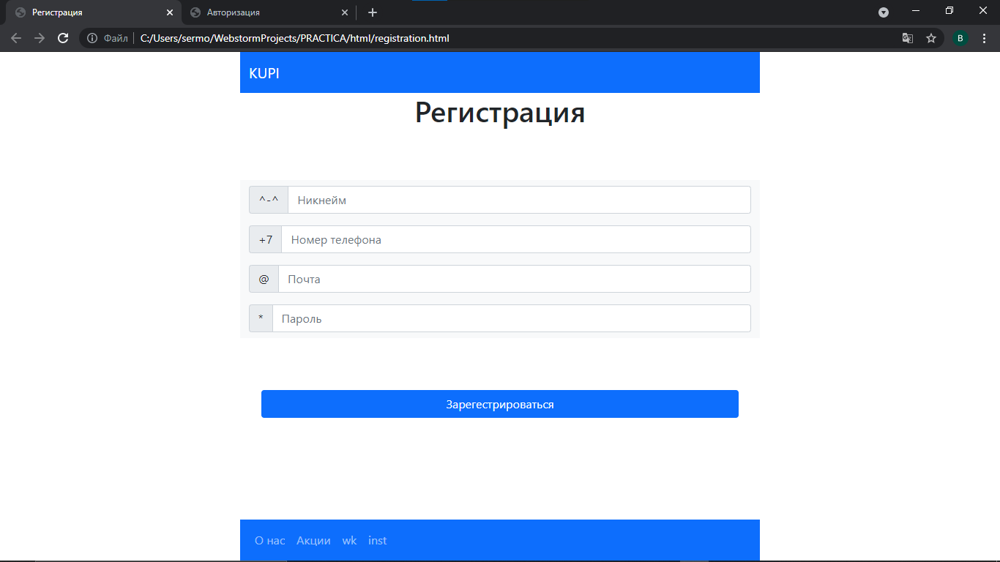 Регистрация
Авторизация
Файл C:/Users/sermo/WebstormProjects/PRACTICA/html/registration.html
B
KUPI
Регистрация
^-^ Никнейм
+7 Номер телефона
@ Почта
* Пароль
Зарегестрироваться
О нас Акции wk inst